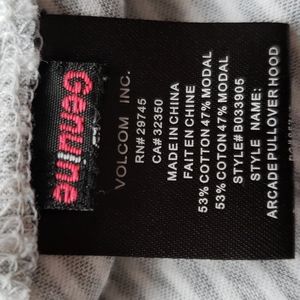 Genuine
VOLCOM INC.
RN# 29745
CA# 32350
MADE IN CHINA
FAIT EN CHINE
53% COTTON 47% MODAL
53% COTON 47% MODAL
STYLE# B033905
STYLE NAME:
ARCADE PULLOVER HOOD